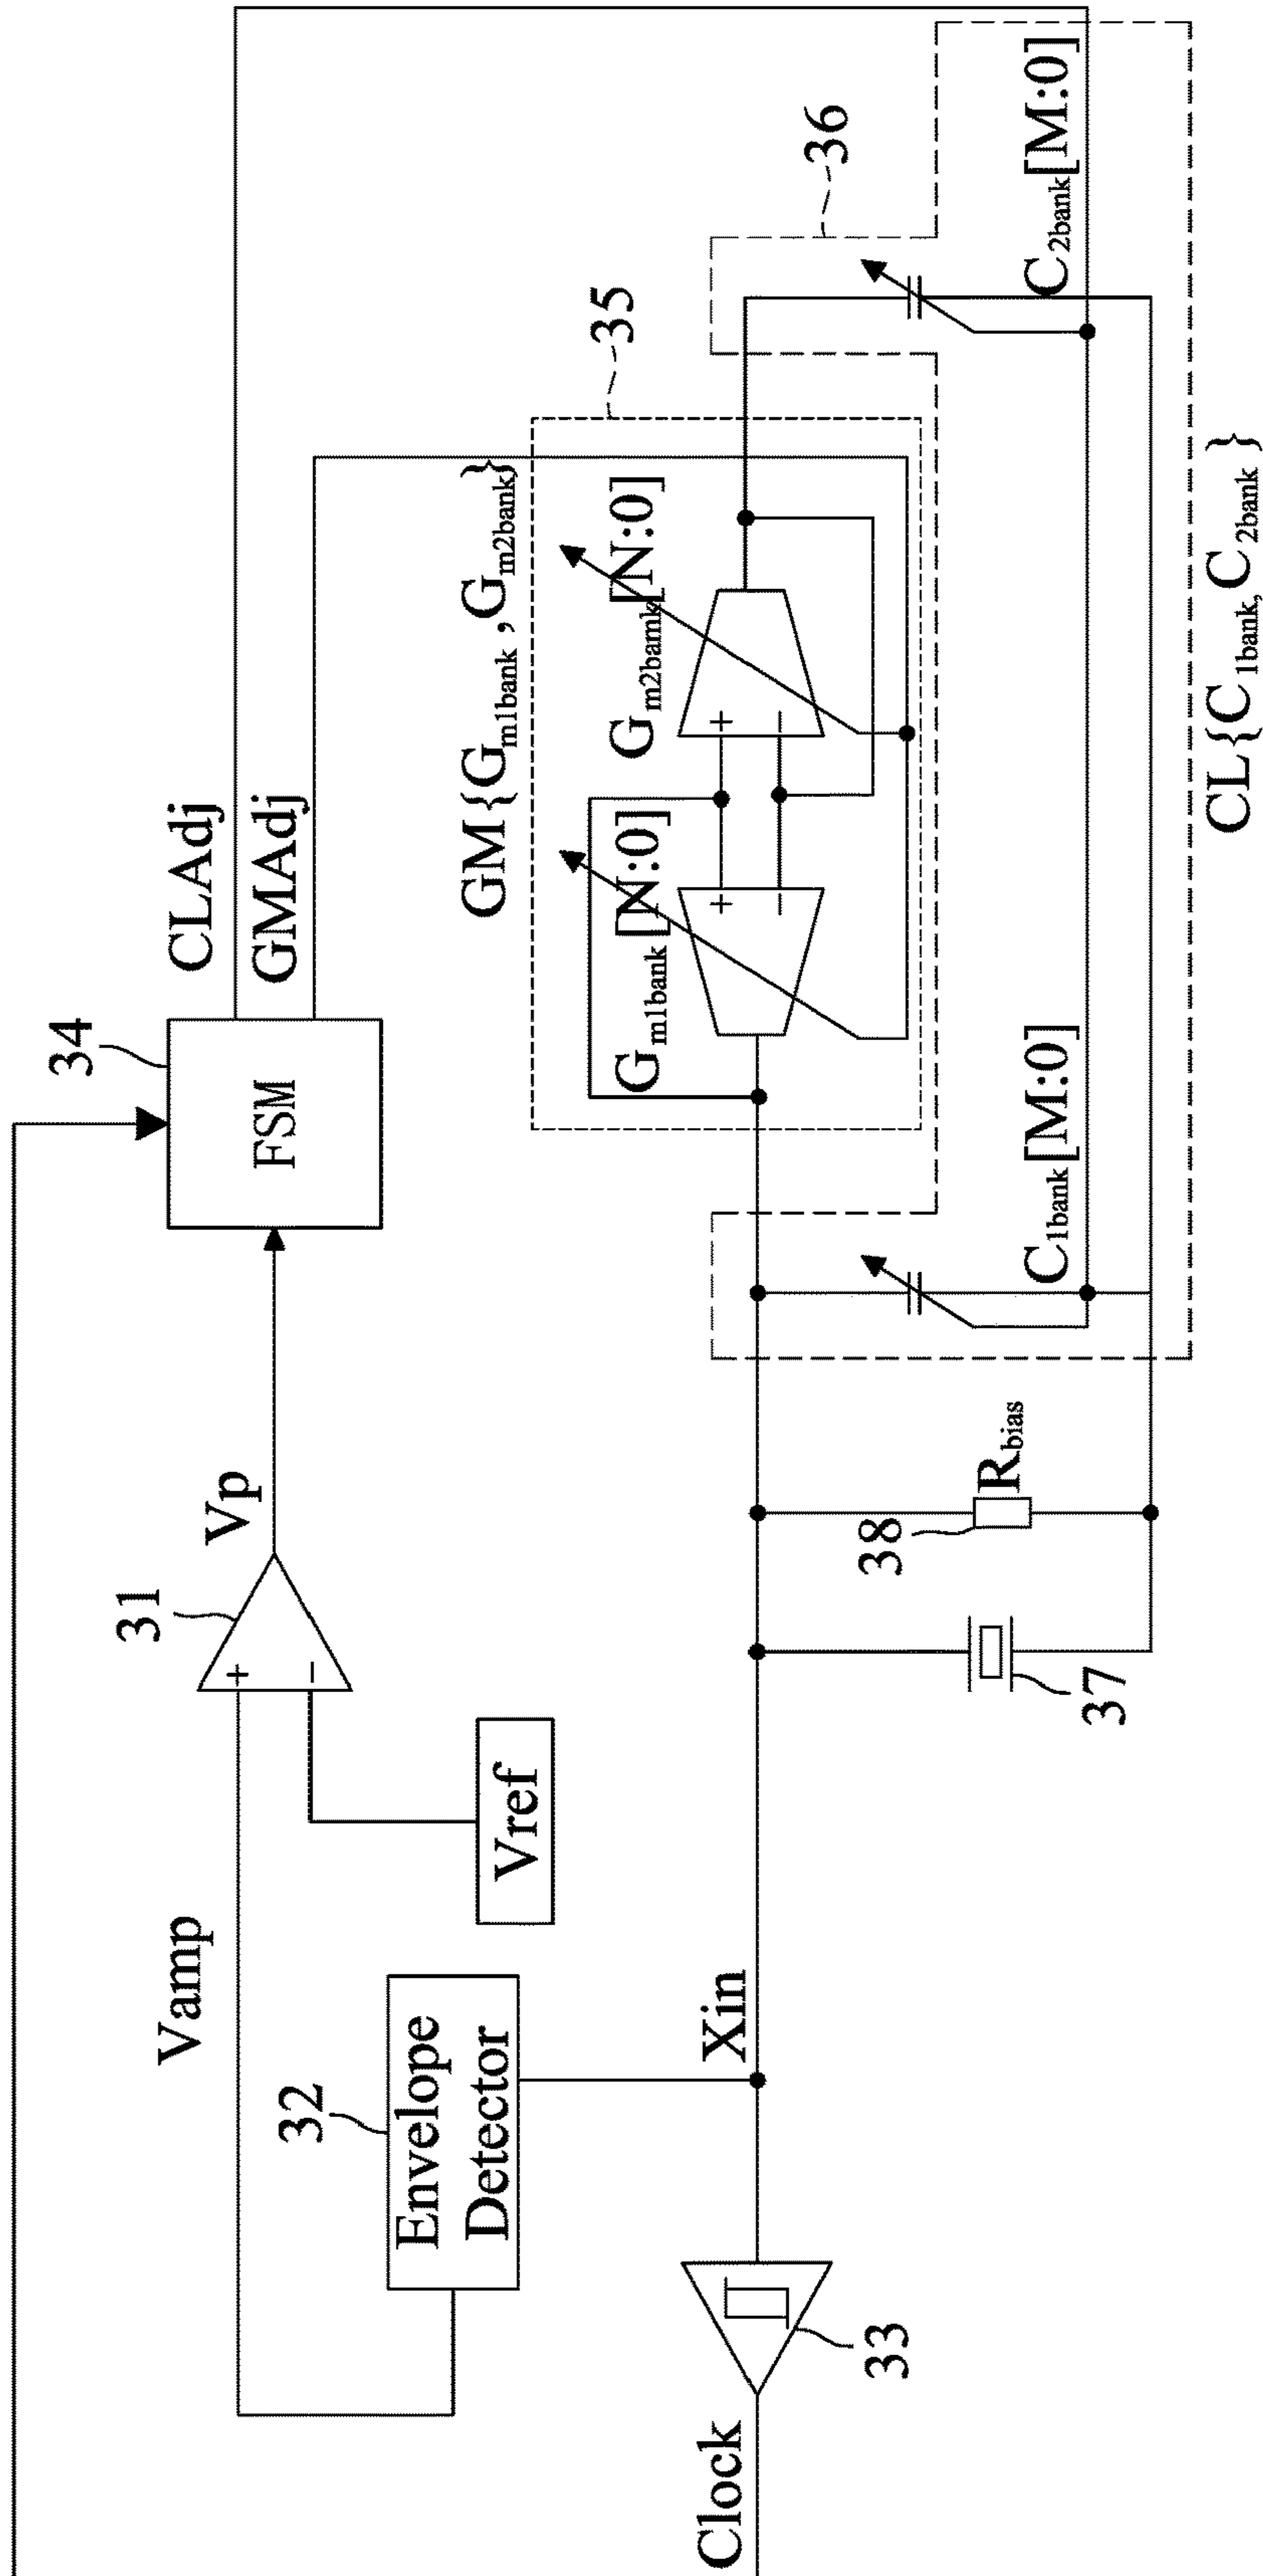 CLAdj
GMAdj
34
FSM
Vp
31
Vamp
Vref
32
Envelope
Detector
GM{Gm1bank ,Gm2bank}
35
36
Gm1bank[N:0]
Gm2bamk[N:0]
+
−
+
−
+
−
Xin
Clock
33
37
38
Rbias
C1bank[M:0]
C2bank[M:0]
CL{C1bank, C2bank }